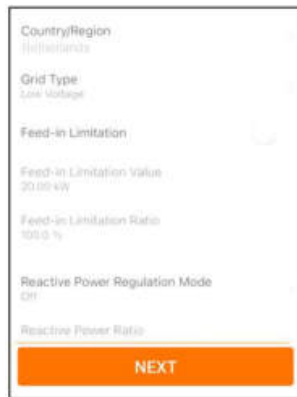 Country/Region
Netherlands
Grid Type
Low Voltage
Feed-in Limitation
Feed-in Limitation Value
20.00 kW
Feed-in Limitation Ratio
100.0 %
Reactive Power Regulation Mode
Off
Reactive Power Ratio
NEXT